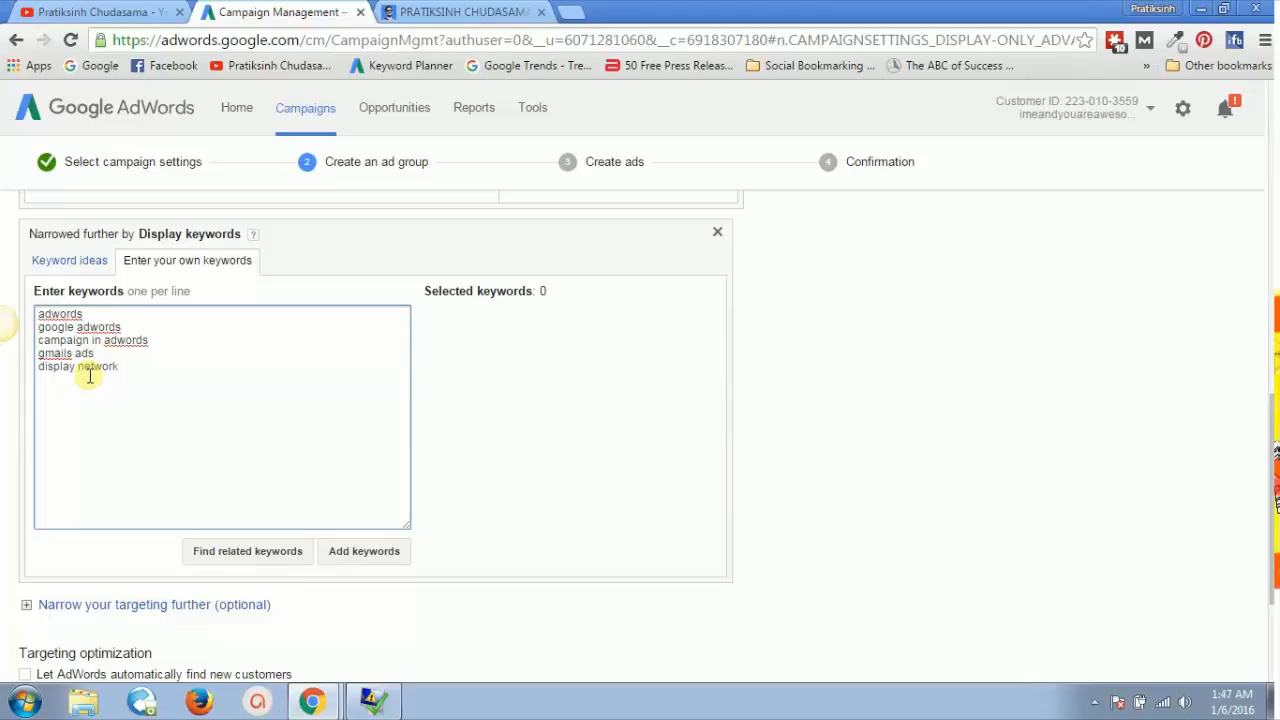 Pratiksinh Chudasama - Y
Campaign Management –
PRATIKSINH CHUDASAMA
Pratiksinh
https://adwords.google.com/cm/CampaignMgmt?authuser=0&__u=6071281060&__c=6918307180#n.CAMPAIGNSETTINGS_DISPLAY-ONLY_ADV/
10
Apps
Google
Facebook
Pratiksinh Chudasa...
Keyword Planner
Google Trends - Tre...
50 Free Press Releas...
Social Bookmarking ...
The ABC of Success ...
»
Other bookmarks
Google AdWords
Home
Campaigns
Opportunities
Reports
Tools
Customer ID: 223-010-3559
imeandyouareaweso...
Select campaign settings
2 Create an ad group
3 Create ads
4 Confirmation
Narrowed further by Display keywords ?
Keyword ideas
Enter your own keywords
Enter keywords one per line
Selected keywords: 0
adwords
google adwords
campaign in adwords
gmails ads
display network
Find related keywords
Add keywords
Narrow your targeting further (optional)
Targeting optimization
Let AdWords automatically find new customers
1:47 AM
1/6/2016